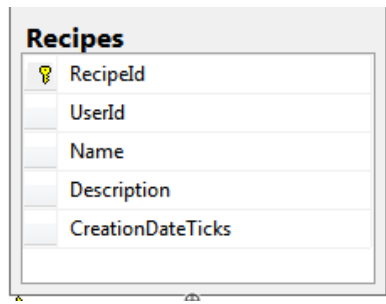 Recipes
RecipeId
UserId
Name
Description
CreationDateTicks